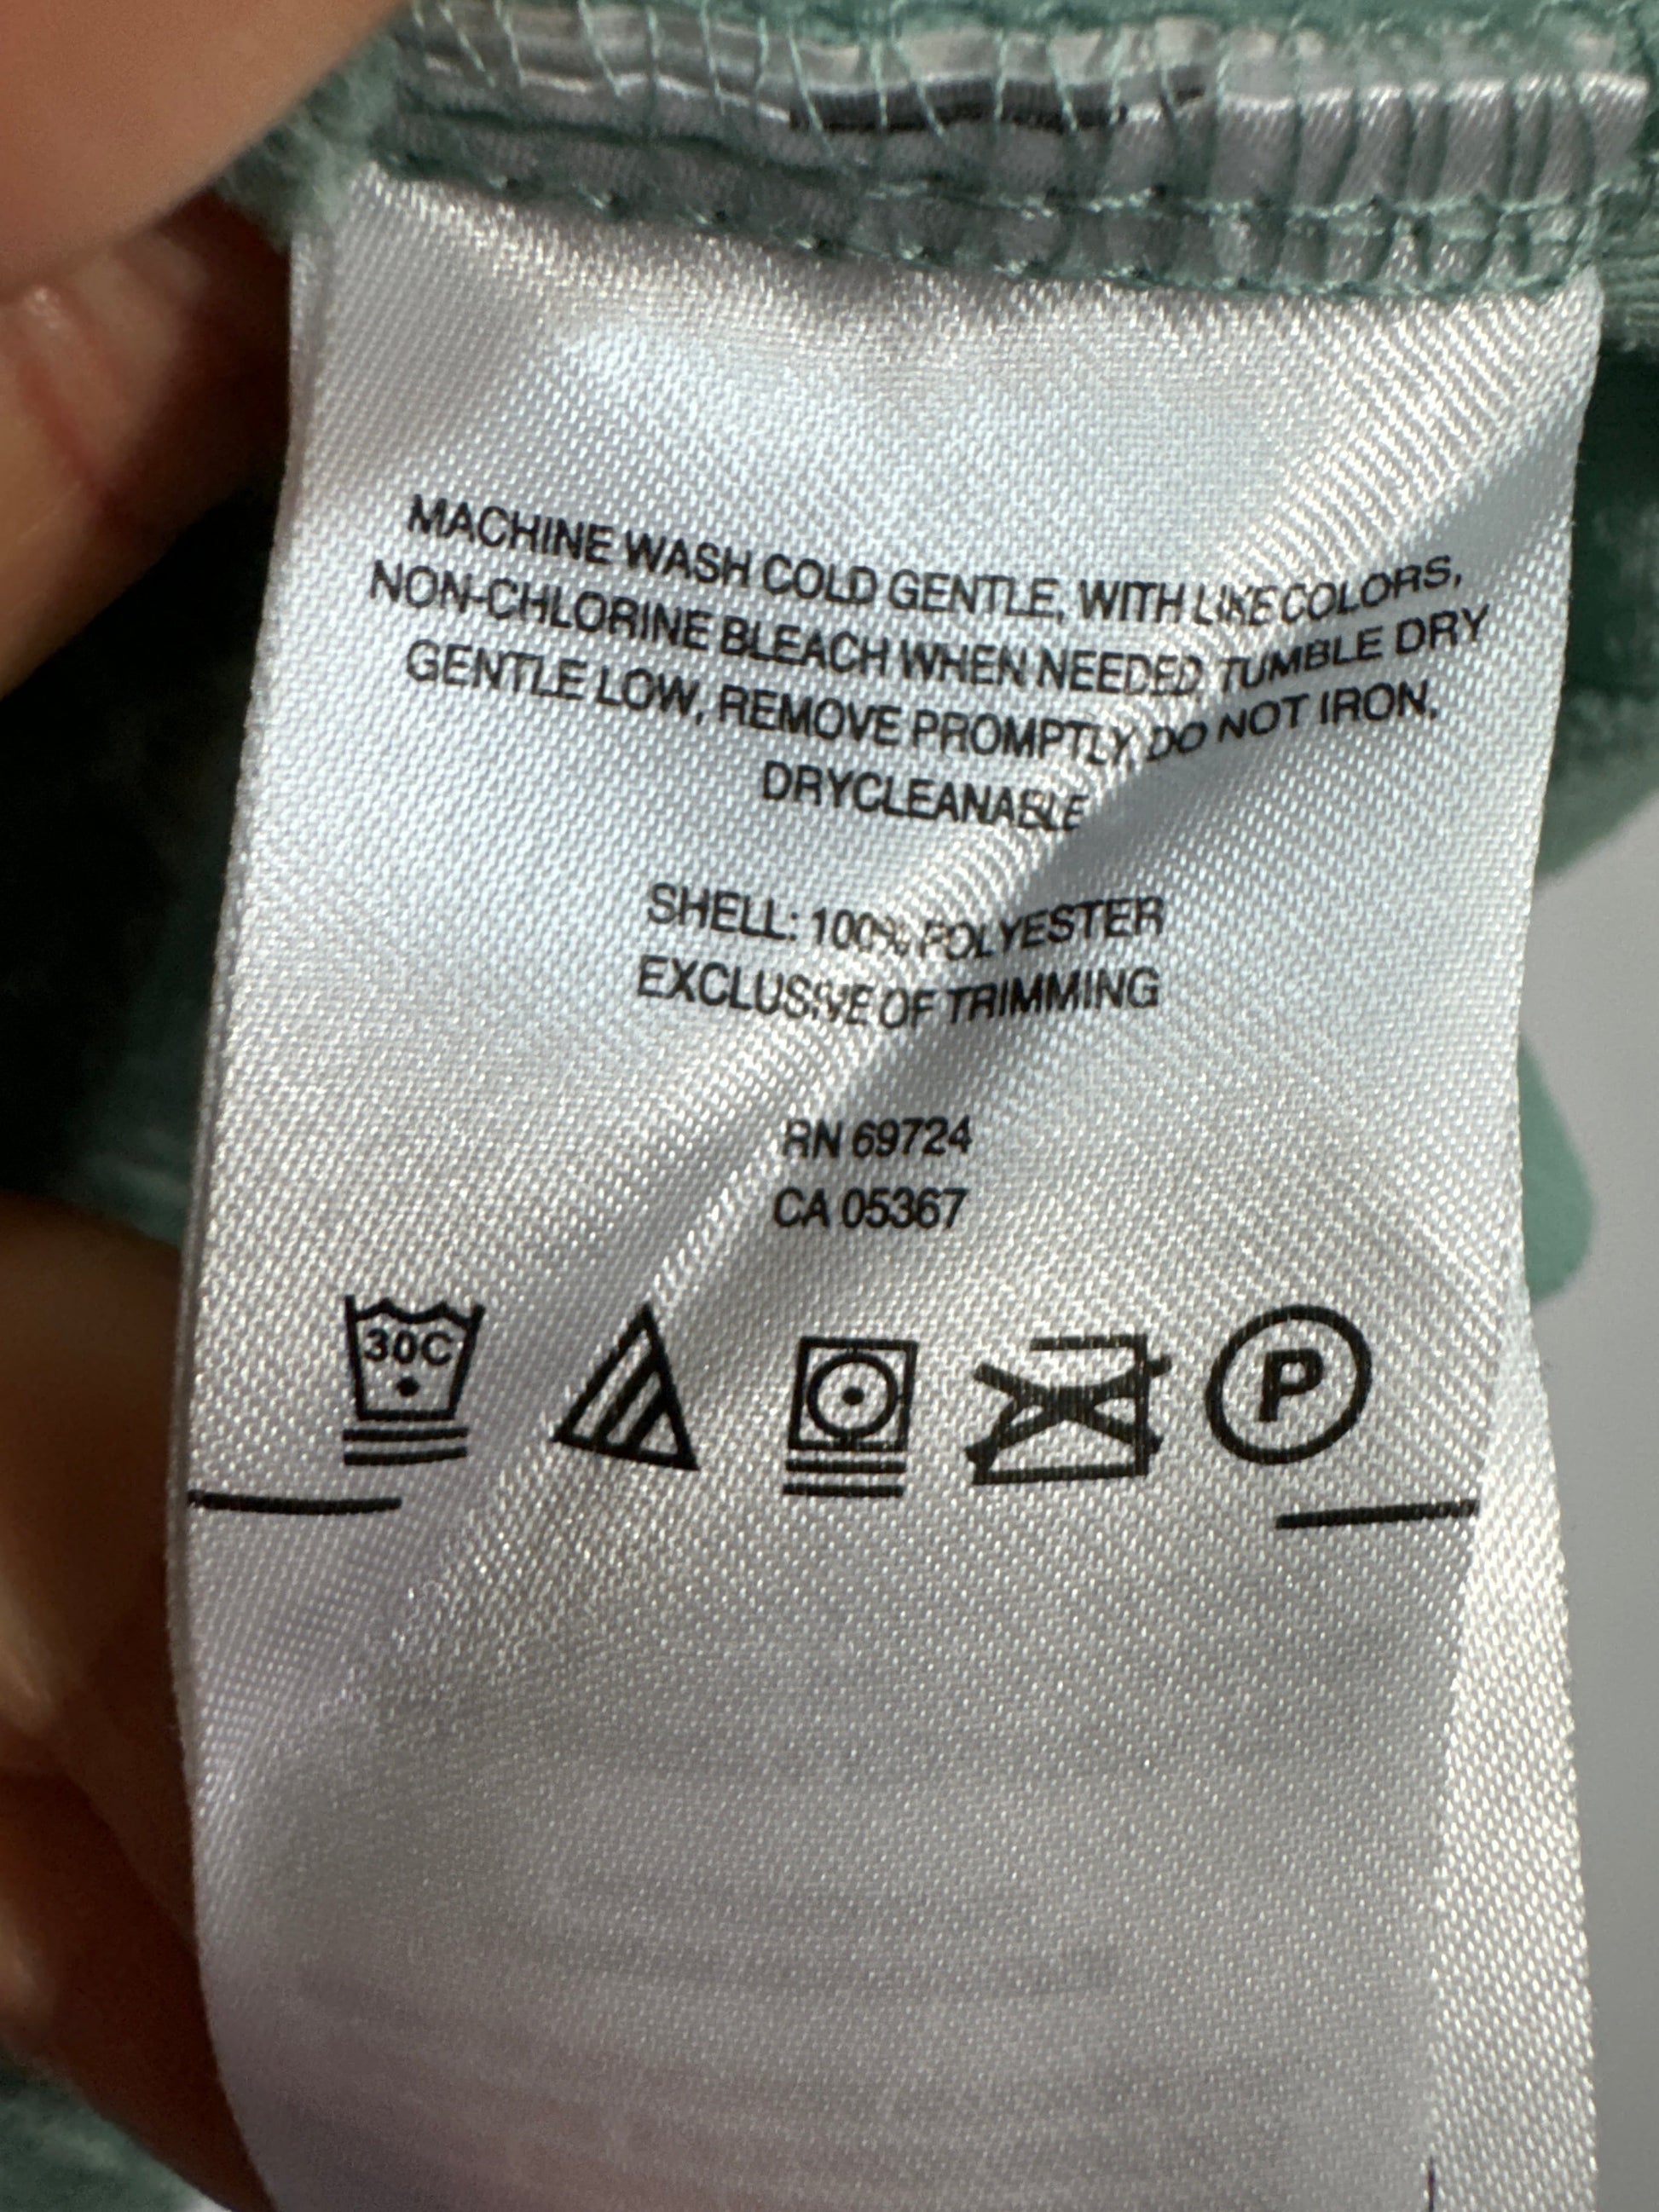 MACHINE WASH COLD GENTLE, WITH LIKE COLORS,
NON-CHLORINE BLEACH WHEN NEEDED, TUMBLE DRY
GENTLE LOW, REMOVE PROMPTLY, DO NOT IRON,
DRYCLEANABLE
SHELL: 100% POLYESTER
EXCLUSIVE OF TRIMMING
RN 69724
CA 05367
30C
P